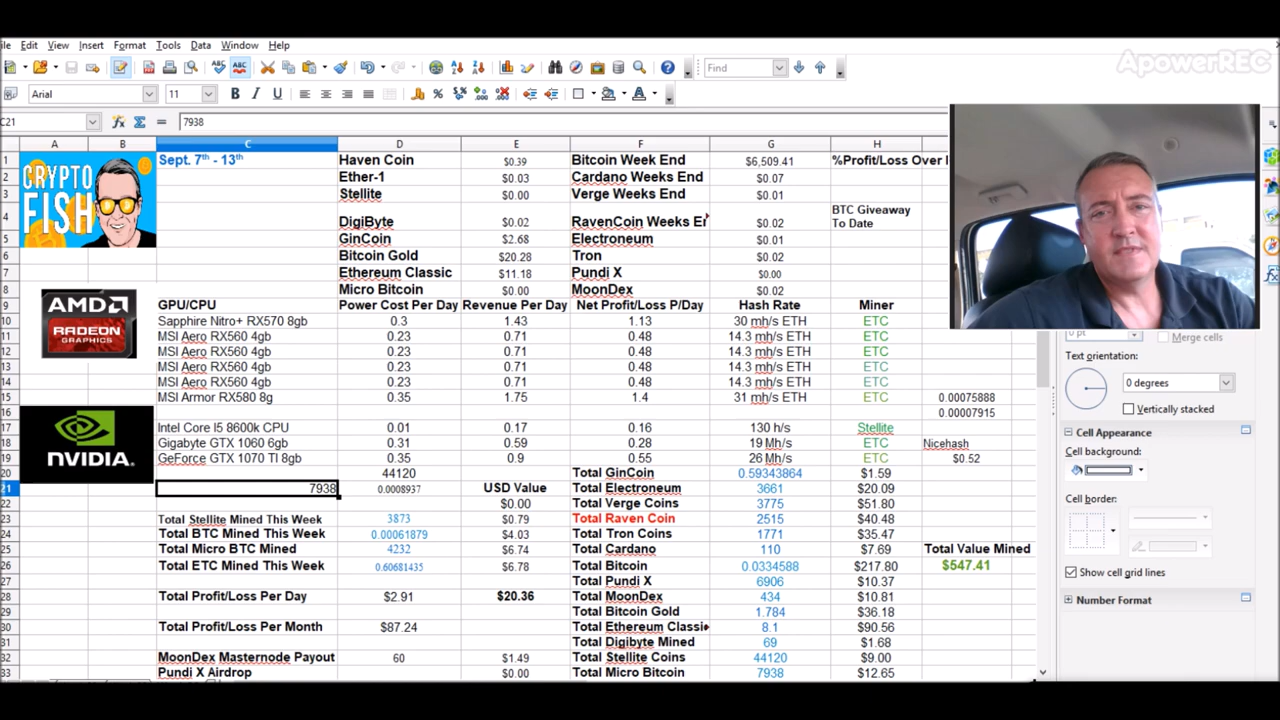 ile Edit View Insert Format Tools Data Window Help
ApowerREC
Find
Arial 11
C21 7938
A B C D E F G H
1 Sept. 7th - 13th Haven Coin $0.39 Bitcoin Week End $6,509.41 %Profit/Loss Over
2 Ether-1 $0.03 Cardano Weeks End $0.07
3 Stellite $0.00 Verge Weeks End $0.01
4 DigiByte $0.02 RavenCoin Weeks $0.02 BTC Giveaway
To Date
5 GinCoin $2.68 Electroneum $0.01
6 Bitcoin Gold $20.28 Tron $0.02
7 Ethereum Classic $11.18 Pundi X $0.00
8 Micro Bitcoin $0.00 MoonDex $0.02
CRYPTO
FISH
9 GPU/CPU Power Cost Per Day Revenue Per Day Net Profit/Loss P/Day Hash Rate Miner
10 Sapphire Nitro+ RX570 8gb 0.3 1.43 1.13 30 mh/s ETH ETC
11 MSI Aero RX560 4gb 0.23 0.71 0.48 14.3 mh/s ETH ETC
12 MSI Aero RX560 4gb 0.23 0.71 0.48 14.3 mh/s ETH ETC
13 MSI Aero RX560 4gb 0.23 0.71 0.48 14.3 mh/s ETH ETC
14 MSI Aero RX560 4gb 0.23 0.71 0.48 14.3 mh/s ETH ETC
15 MSI Armor RX580 8g 0.35 1.75 1.4 31 mh/s ETH ETC 0.00075888
16 0.00007915
AMD
RADEON
GRAPHICS
17 Intel Core I5 8600k CPU 0.01 0.17 0.16 130 h/s Stellite
18 Gigabyte GTX 1060 6gb 0.31 0.59 0.28 19 Mh/s ETC Nicehash
19 GeForce GTX 1070 TI 8gb 0.35 0.9 0.55 26 Mh/s ETC $0.52
NVIDIA.
20 44120 Total GinCoin 0.59343864 $1.59
21 7938 0.0008937 USD Value Total Electroneum 3661 $20.09
22 $0.00 Total Verge Coins 3775 $51.80
23 Total Stellite Mined This Week 3873 $0.79 Total Raven Coin 2515 $40.48
24 Total BTC Mined This Week 0.00061879 $4.03 Total Tron Coins 1771 $35.47
25 Total Micro BTC Mined 4232 $6.74 Total Cardano 110 $7.69 Total Value Mined
26 Total ETC Mined This Week 0.60681435 $6.78 Total Bitcoin 0.0334588 $217.80 $547.41
27 Total Pundi X 6906 $10.37
28 Total Profit/Loss Per Day $2.91 $20.36 Total MoonDex 434 $10.81
29 Total Bitcoin Gold 1.784 $36.18
30 Total Profit/Loss Per Month $87.24 Total Ethereum Classi 8.1 $90.56
31 Total Digibyte Mined 69 $1.68
32 MoonDex Masternode Payout 60 $1.49 Total Stellite Coins 44120 $9.00
33 Pundi X Airdrop $0.00 Total Micro Bitcoin 7938 $12.65
0 pt Merge cells
Text orientation:
0 degrees
Vertically stacked
Cell Appearance
Cell background:
Cell border:
Show cell grid lines
Number Format